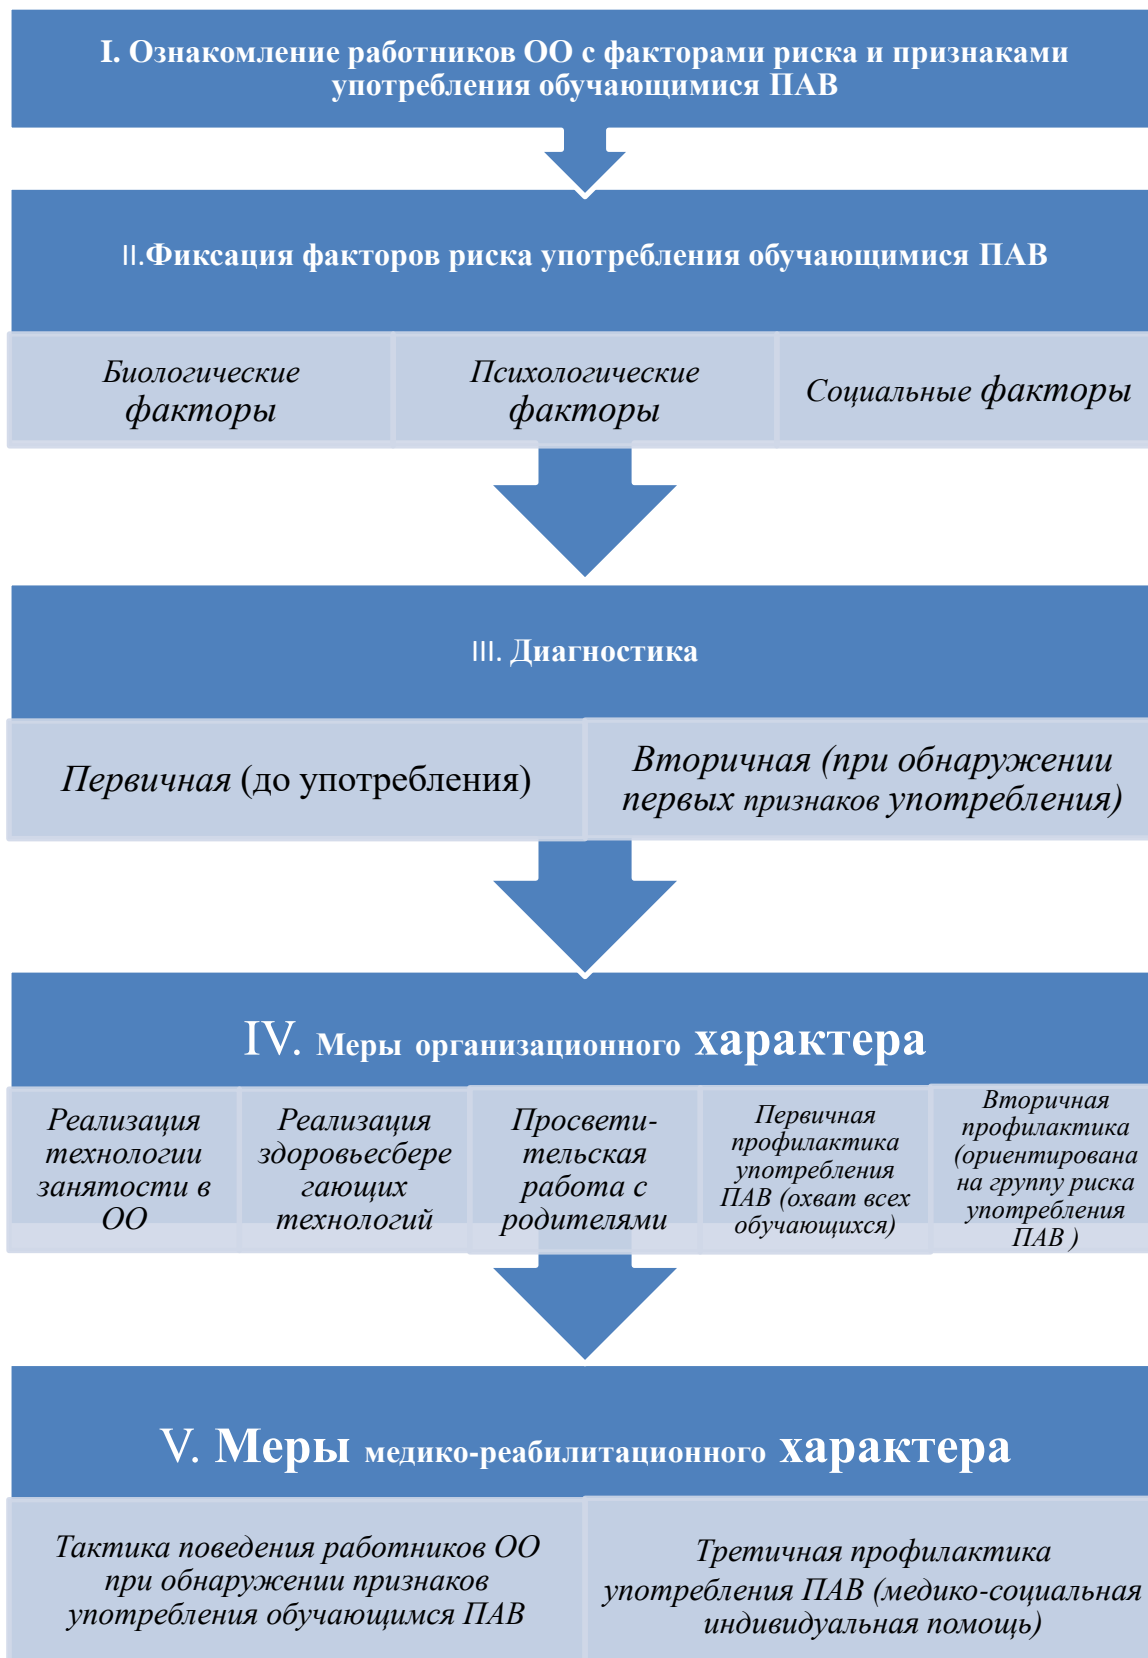 I. Ознакомление работников ОО с факторами риска и признаками
употребления обучающимися ПАВ
II.Фиксация факторов риска употребления обучающимися ПАВ
Биологические
факторы
Психологические
факторы
Социальные факторы
III. Диагностика
Первичная (до употребления)
Вторичная (при обнаружении
первых признаков употребления)
IV. Меры организационного характера
Реализация
технологии
занятости в
ОО
Реализация
здоровьесбере
гающих
технологий
Просвети-
тельская
работа с
родителями
Первичная
профилактика
употребления
ПАВ (охват всех
обучающихся)
Вторичная
профилактика
(ориентирована
на группу риска
употребления
ПАВ )
V. Меры медико-реабилитационного характера
Тактика поведения работников ОО
при обнаружении признаков
употребления обучающимся ПАВ
Третичная профилактика
употребления ПАВ (медико-социальная
индивидуальная помощь)